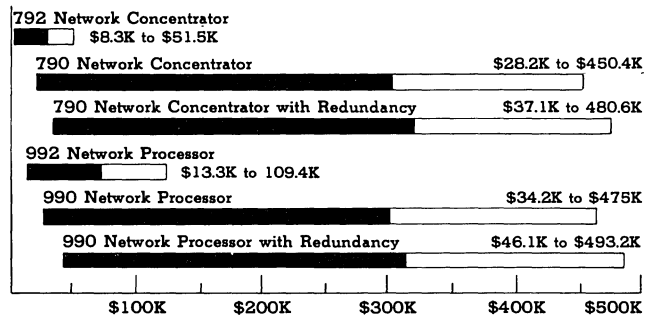 792 Network Concentrator
$8.3K to $51.5K
790 Network Concentrator $28.2K to $450.4K
790 Network Concentrator with Redundancy $37.1K to 480.6K
992 Network Processor
$13.3K to 109.4K
990 Network Processor $34.2K to $475K
990 Network Processor with Redundancy $46.1K to $493.2K
$100K $200K $300K $400K $500K